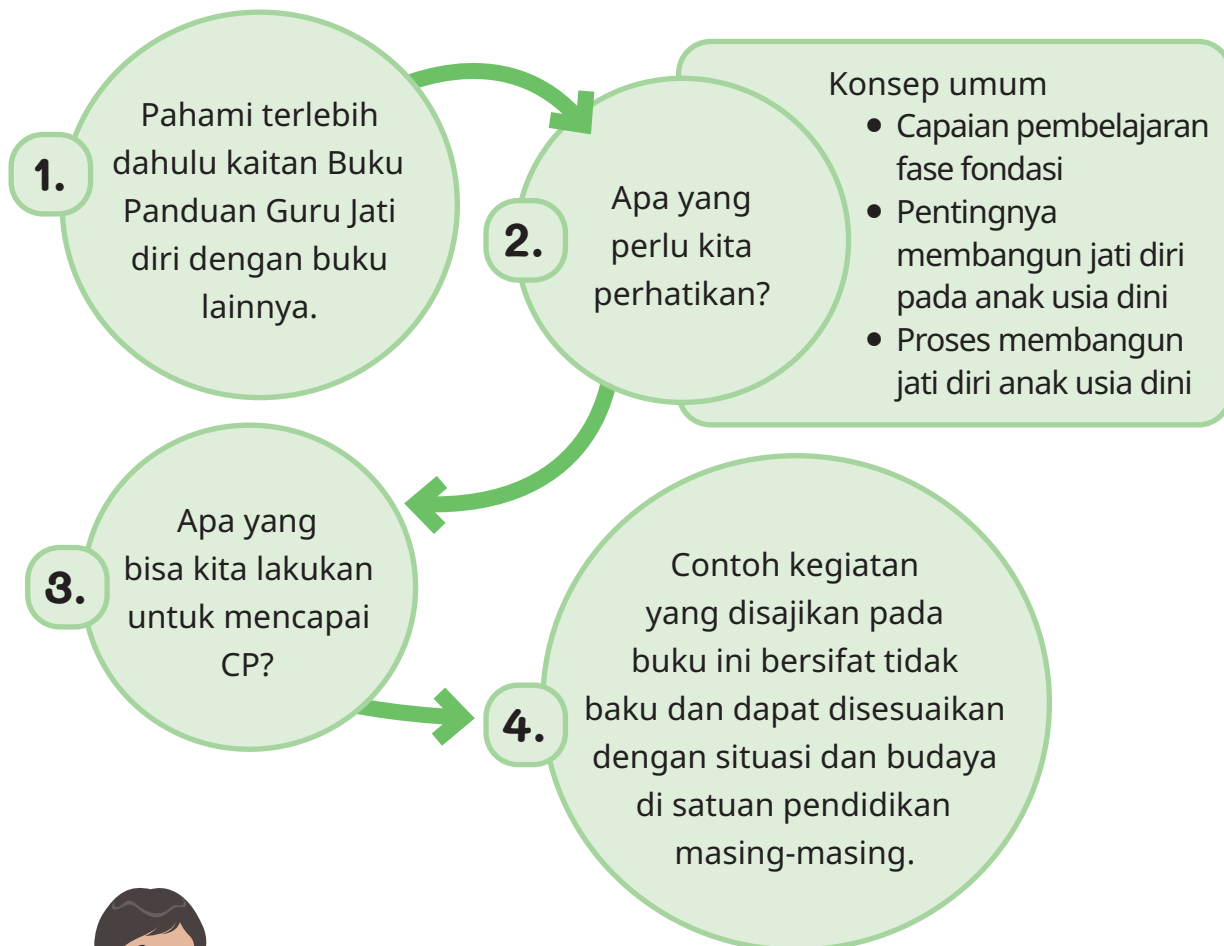 1.
Pahami terlebih
dahulu kaitan Buku
Panduan Guru Jati
diri dengan buku
lainnya.
2.
Apa yang
perlu kita
perhatikan?
Konsep umum
• Capaian pembelajaran
fase fondasi
• Pentingnya
membangun jati diri
pada anak usia dini
• Proses membangun
jati diri anak usia dini
3.
Apa yang
bisa kita lakukan
untuk mencapai
CP?
4.
Contoh kegiatan
yang disajikan pada
buku ini bersifat tidak
baku dan dapat disesuaikan
dengan situasi dan budaya
di satuan pendidikan
masing-masing.